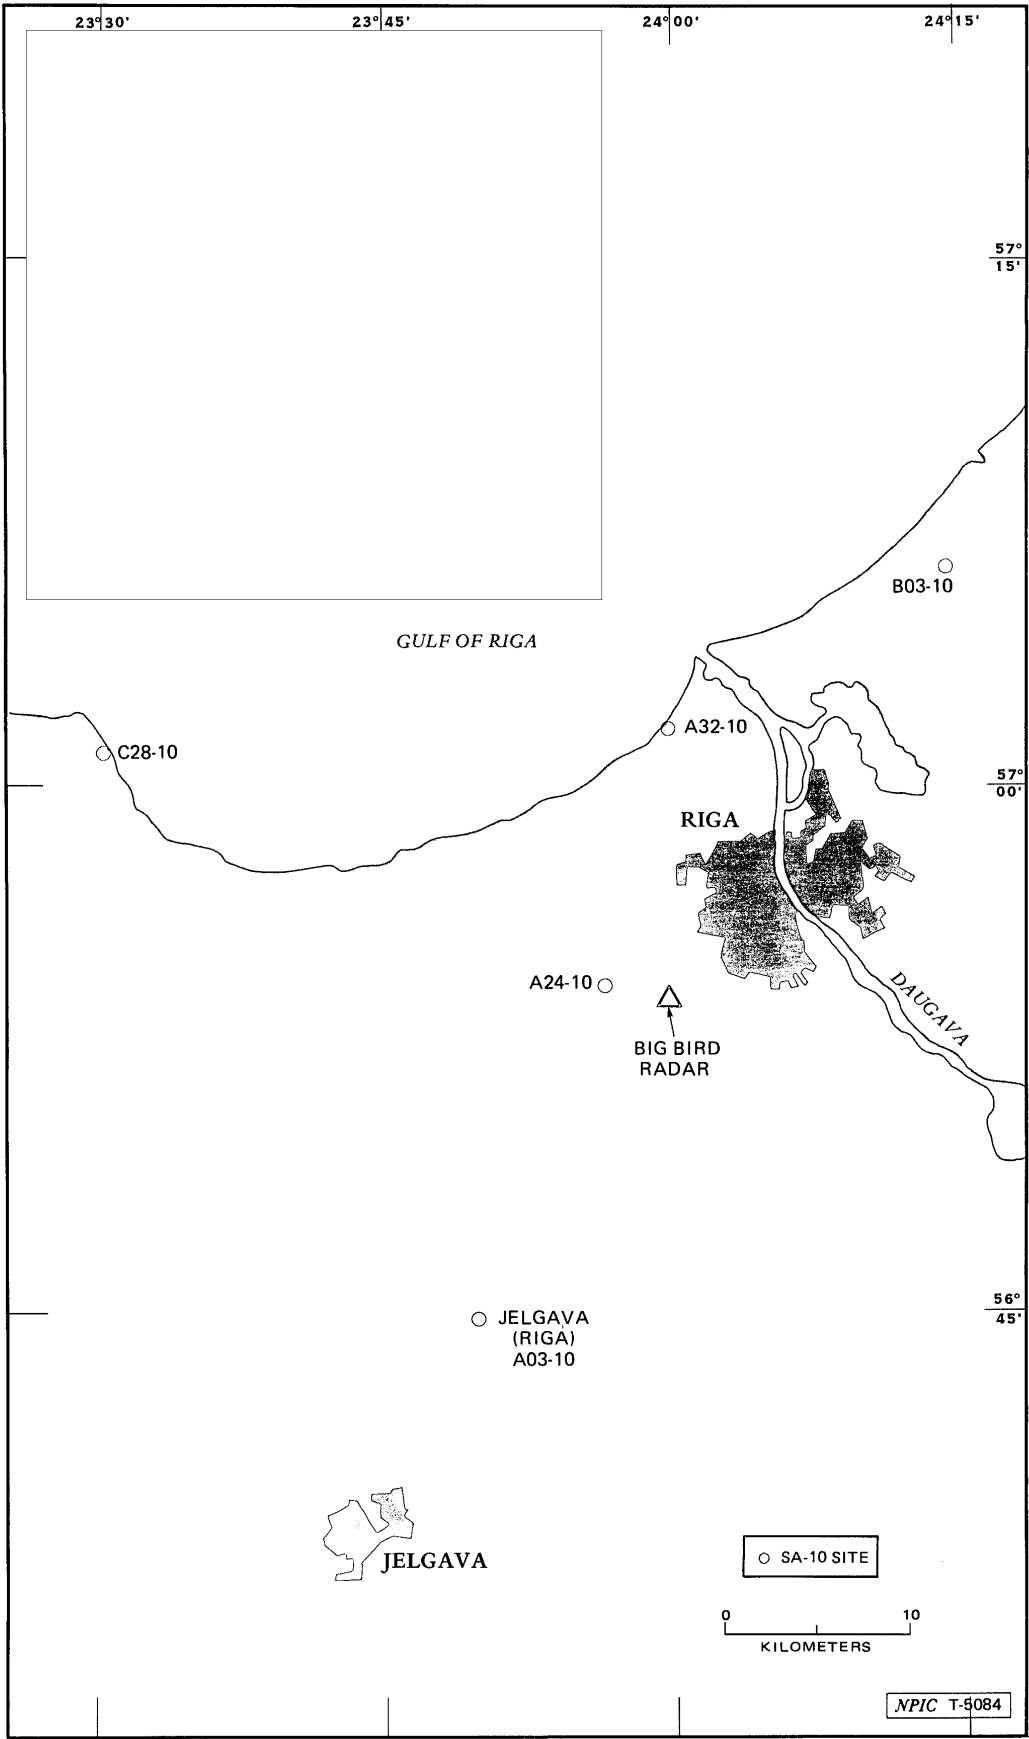 23°30'
23°45'
24°00'
24°15'
57°
15'
B03-10
GULF OF RIGA
A32-10
C28-10
57°
00'
RIGA
A24-10
DAUGAVA
BIG BIRD
RADAR
56°
45'
JELGAVA
(RIGA)
A03-10
JELGAVA
SA-10 SITE
0 10
KILOMETERS
NPIC T-5084